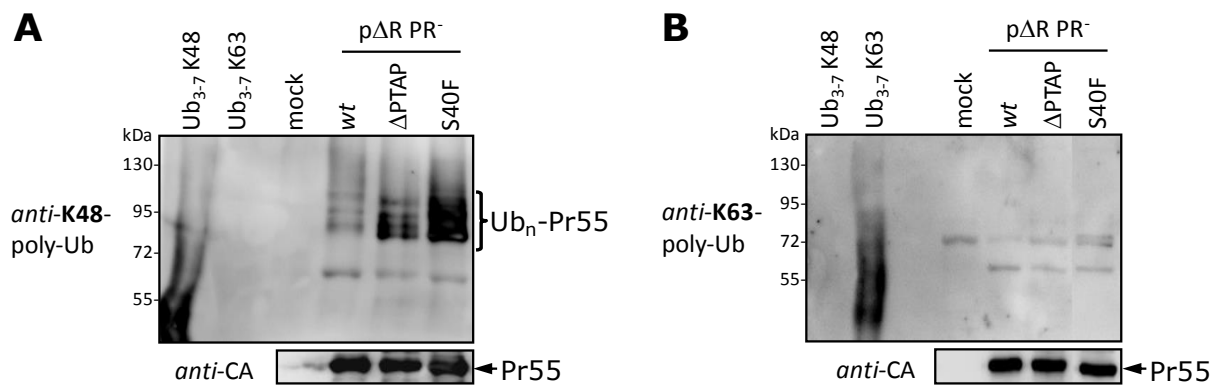 A
pΔR PR-
Ub3-7 K48
Ub3-7 K63
mock
wt
ΔPTAP
S40F
kDa
130-
95-
72-
55-
anti-K48-
poly-Ub
Ubn-Pr55
anti-CA
Pr55
B
pΔR PR-
Ub3-7 K48
Ub3-7 K63
mock
wt
ΔPTAP
S40F
kDa
130-
95-
72-
55-
anti-K63-
poly-Ub
anti-CA
Pr55